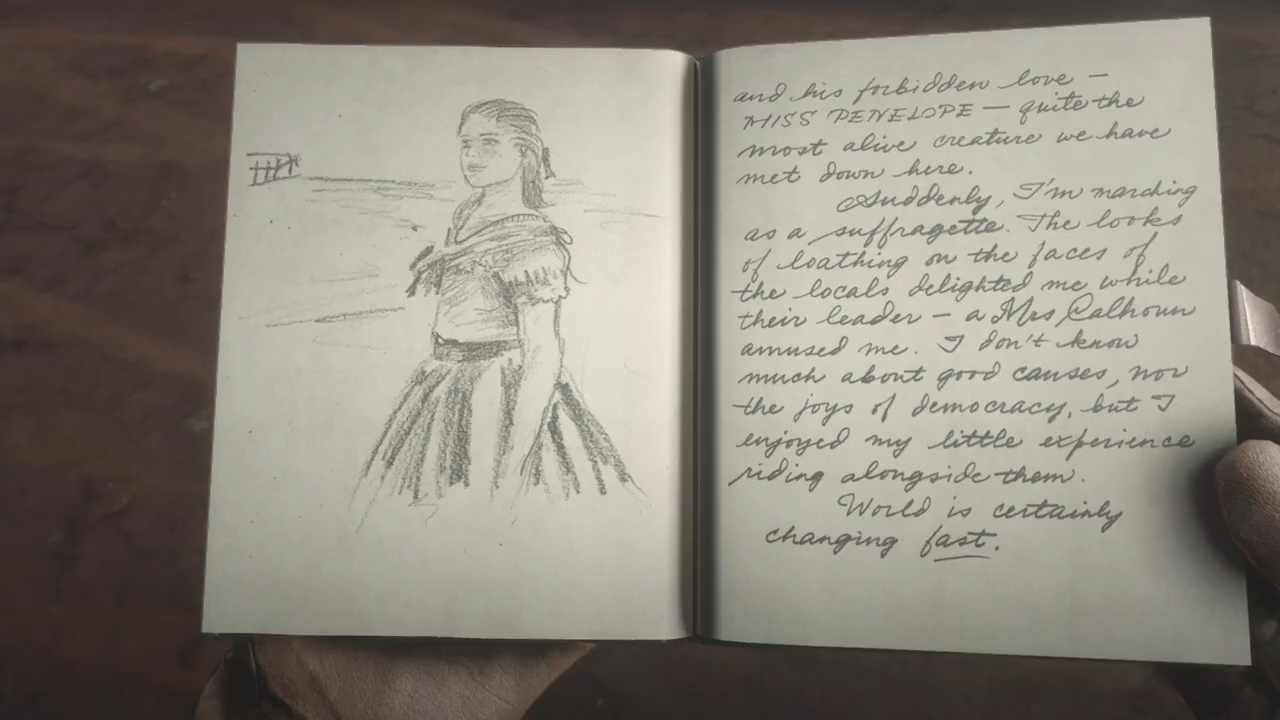 and his forbidden love –
MISS PENELOPE – quite the
most alive creature we have
met down here.
Suddenly, I'm marching
as a suffragette. The looks
of loathing on the faces of
the locals delighted me while
their leader – a Mrs Calhoun
amused me. I don't know
much about good causes, nor
the joys of democracy, but I
enjoyed my little experience
riding alongside them.
World is certainly
changing fast.